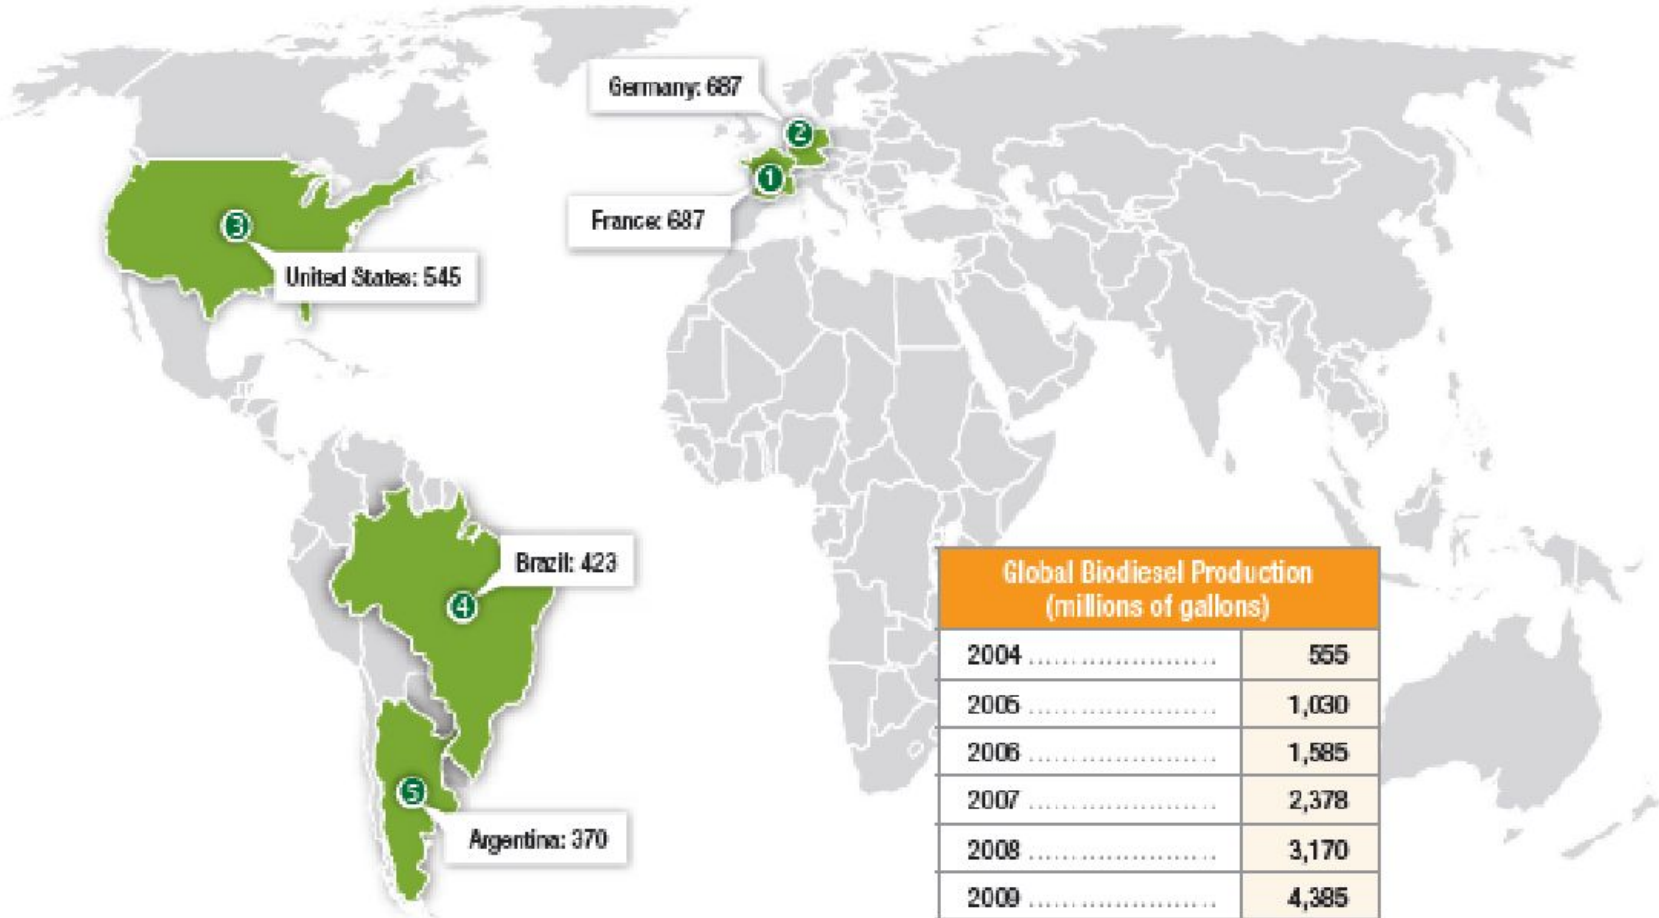 Germany: 687
2
1
France: 687
3
United States: 545
Brazil: 423
4
5
Argentina: 370
Global Biodiesel Production
(millions of gallons)
2004 ........................ 555
2005 ........................ 1,030
2006 ........................ 1,585
2007 ........................ 2,378
2008 ........................ 3,170
2009 ........................ 4,385